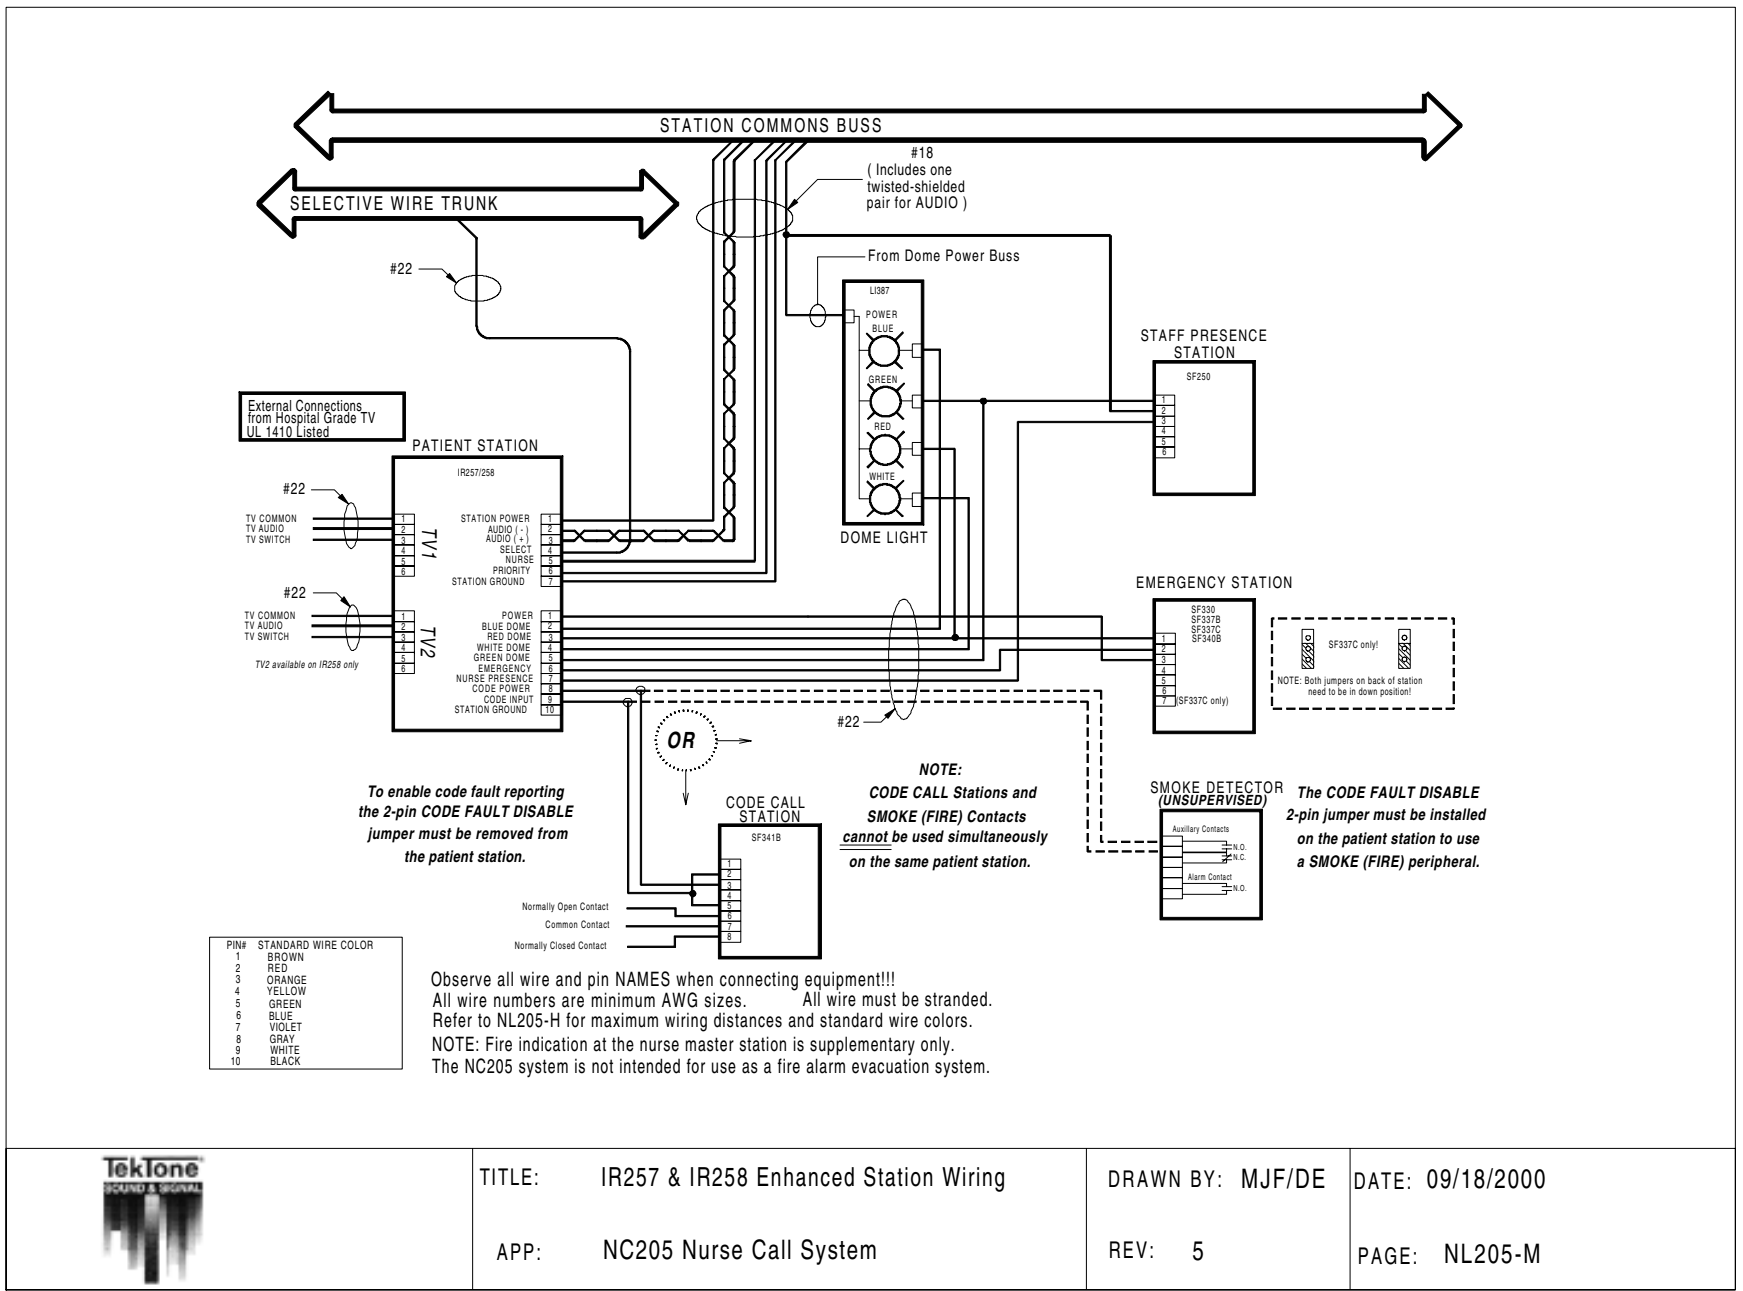 STATION COMMONS BUSS
#18
( Includes one
twisted-shielded
pair for AUDIO )
SELECTIVE WIRE TRUNK
#22
From Dome Power Buss
LI387
POWER
BLUE
GREEN
RED
WHITE
DOME LIGHT
STAFF PRESENCE
STATION
SF250
1
2
3
4
5
6
External Connections
from Hospital Grade TV
UL 1410 Listed
PATIENT STATION
IR257/258
#22
TV COMMON
TV AUDIO
TV SWITCH
1
2
3
4
5
6
TV1
STATION POWER 1
AUDIO ( - ) 2
AUDIO ( + ) 3
SELECT 4
NURSE 5
PRIORITY 6
STATION GROUND 7
#22
TV COMMON
TV AUDIO
TV SWITCH
1
2
3
4
5
6
TV2
TV2 available on IR258 only
POWER 1
BLUE DOME 2
RED DOME 3
WHITE DOME 4
GREEN DOME 5
EMERGENCY 6
NURSE PRESENCE 7
CODE POWER 8
CODE INPUT 9
STATION GROUND 10
#22
EMERGENCY STATION
SF330
SF337B
SF337C
SF340B
1
2
3
4
5
6
7 (SF337C only)
SF337C only!
NOTE: Both jumpers on back of station
need to be in down position!
OR
To enable code fault reporting
the 2-pin CODE FAULT DISABLE
jumper must be removed from
the patient station.
CODE CALL
STATION
SF341B
1
2
3
4
5
6
7
8
Normally Open Contact
Common Contact
Normally Closed Contact
NOTE:
CODE CALL Stations and
SMOKE (FIRE) Contacts
cannot be used simultaneously
on the same patient station.
SMOKE DETECTOR
(UNSUPERVISED)
Auxillary Contacts
N.O.
N.C.
Alarm Contact
N.O.
The CODE FAULT DISABLE
2-pin jumper must be installed
on the patient station to use
a SMOKE (FIRE) peripheral.
PIN# STANDARD WIRE COLOR
1 BROWN
2 RED
3 ORANGE
4 YELLOW
5 GREEN
6 BLUE
7 VIOLET
8 GRAY
9 WHITE
10 BLACK
Observe all wire and pin NAMES when connecting equipment!!!
All wire numbers are minimum AWG sizes. All wire must be stranded.
Refer to NL205-H for maximum wiring distances and standard wire colors.
NOTE: Fire indication at the nurse master station is supplementary only.
The NC205 system is not intended for use as a fire alarm evacuation system.
TekTone
SOUND & SIGNAL
TITLE: IR257 & IR258 Enhanced Station Wiring
APP: NC205 Nurse Call System
DRAWN BY: MJF/DE
REV: 5
DATE: 09/18/2000
PAGE: NL205-M